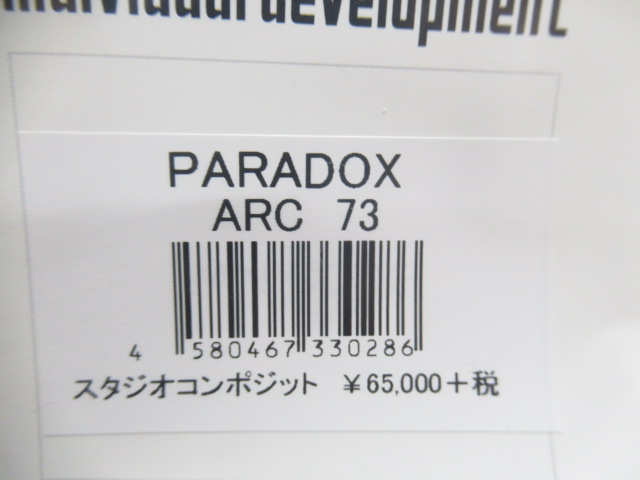 individual development
PARADOX
ARC 73
4 580467 330286
スタジオコンポジット ¥65,000+税